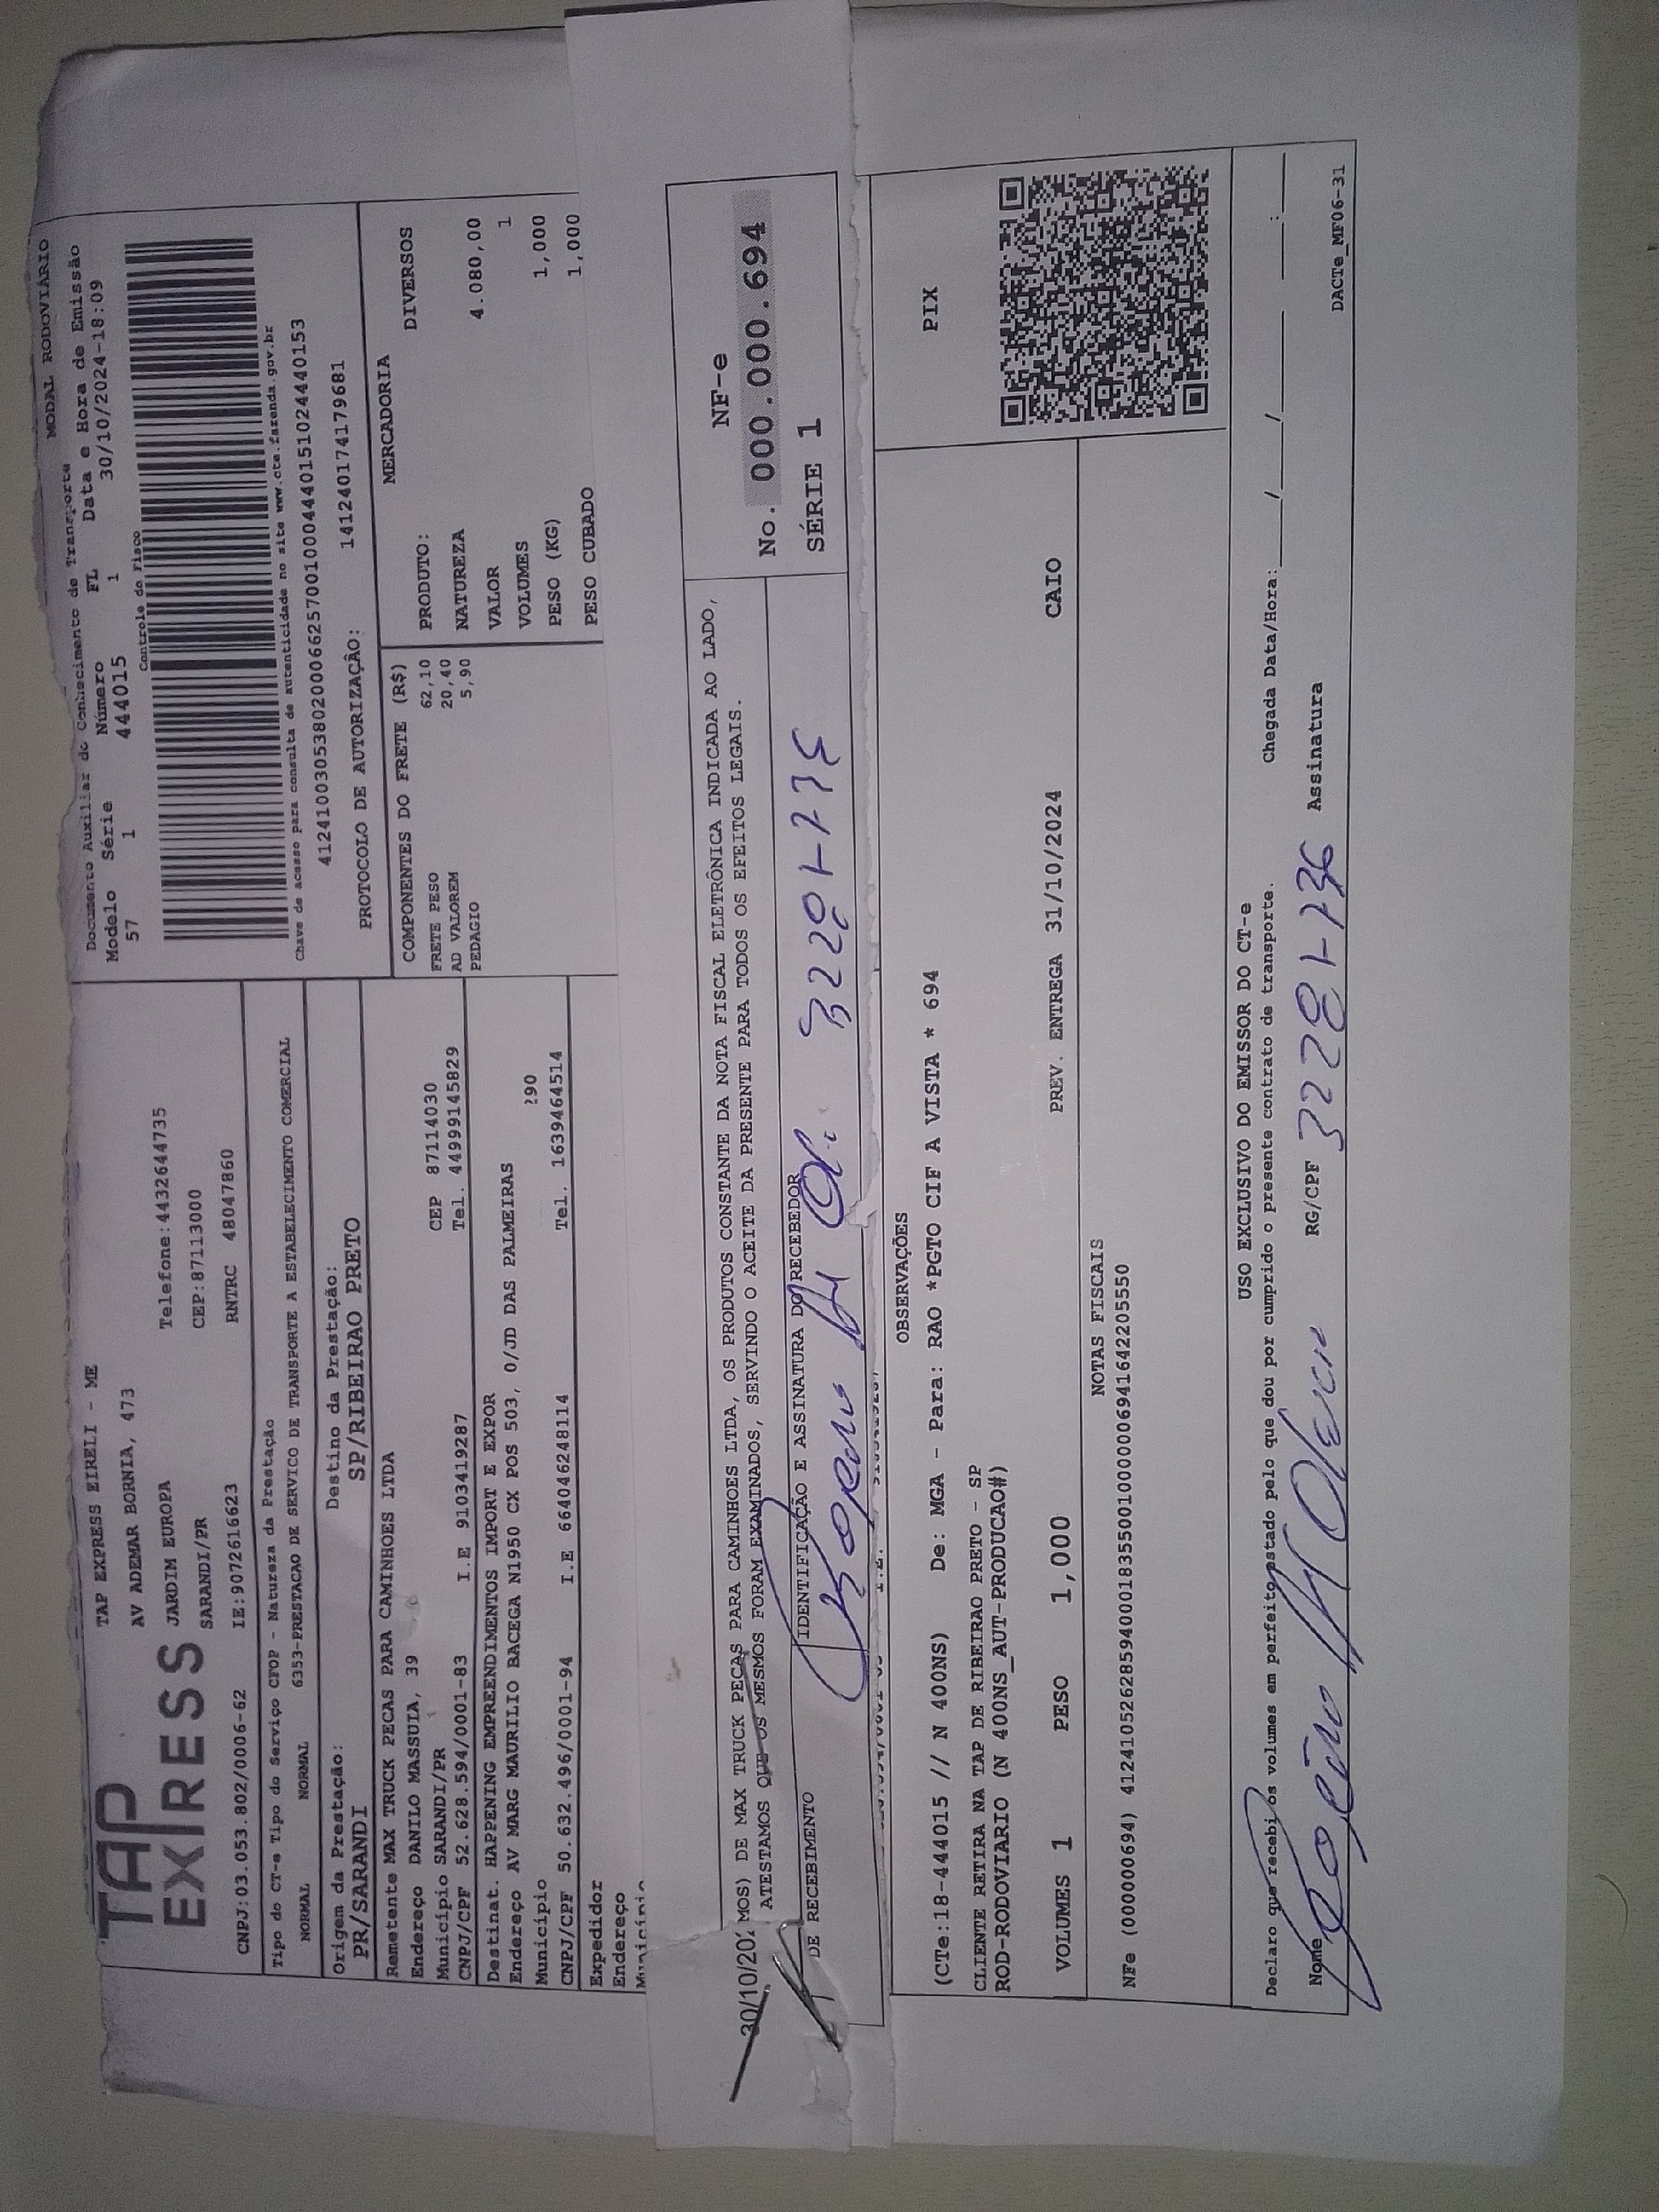 MODAL RODOVIÁRIO
Documento Auxiliar do Conhecimento de Transporte
Modelo Série Número FL Data e Hora de Emissão
57 1 444015 1 30/10/2024-18:09
Controle do Fisco
Chave de acesso para consulta de autenticidade no site www.cte.fazenda.gov.br
41241003053802000662570010004440151024440153
PROTOCOLO DE AUTORIZAÇÃO: 141240174179681
TAP EXPRESS
TAP EXPRESS EIRELI - ME
AV ADEMAR BORNIA, 473
JARDIM EUROPA Telefone:4432644735
SARANDI/PR CEP:87113000
CNPJ:03.053.802/0006-62 IE:9072616623 RNTRC 48047860
Tipo do CT-e Tipo do Serviço CFOP - Natureza da Prestação
NORMAL NORMAL 6353-PRESTACAO DE SERVICO DE TRANSPORTE A ESTABELECIMENTO COMERCIAL
Origem da Prestação: Destino da Prestação:
PR/SARANDI SP/RIBEIRAO PRETO
Remetente MAX TRUCK PECAS PARA CAMINHOES LTDA
Endereço DANILO MASSUIA, 39 CEP 87114030
Município SARANDI/PR Tel. 44999145829
CNPJ/CPF 52.628.594/0001-83 I.E 9103419287
Destinat. HAPPENING EMPREENDIMENTOS IMPORT E EXPOR
Endereço AV MARG MAURILIO BACEGA N1950 CX POS 503, 0/JD DAS PALMEIRAS
Município 290
CNPJ/CPF 50.632.496/0001-94 I.E 664046248114 Tel. 1639464514
Expedidor
Endereço
Município
COMPONENTES DO FRETE (R$)
FRETE PESO 62,10
AD VALOREM 20,40
PEDAGIO 5,90
MERCADORIA
PRODUTO: DIVERSOS
NATUREZA
VALOR 4.080,00
VOLUMES 1
PESO (KG) 1,000
PESO CUBADO 1,000
30/10/202 MOS) DE MAX TRUCK PEÇAS PARA CAMINHOES LTDA, OS PRODUTOS CONSTANTE DA NOTA FISCAL ELETRÔNICA INDICADA AO LADO,
ATESTAMOS QUE OS MESMOS FORAM EXAMINADOS, SERVINDO O ACEITE DA PRESENTE PARA TODOS OS EFEITOS LEGAIS.
DE RECEBIMENTO IDENTIFICAÇÃO E ASSINATURA DO RECEBEDOR
NF-e
No. 000.000.694
SÉRIE 1
OBSERVAÇÕES
(CTe:18-444015 // N 400NS) De: MGA - Para: RAO *PGTO CIF A VISTA * 694
CLIENTE RETIRA NA TAP DE RIBEIRAO PRETO - SP
ROD-RODOVIARIO (N 400NS_AUT-PRODUCAO#)
VOLUMES 1 PESO 1,000 PREV. ENTREGA 31/10/2024 CAIO
PIX
NOTAS FISCAIS
NFe (000000694) 41241052628594000183550010000006941642205550
USO EXCLUSIVO DO EMISSOR DO CT-e
Declaro que recebi os volumes em perfeito estado pelo que dou por cumprido o presente contrato de transporte. Chegada Data/Hora:___/___/______ ___:___
Nome RG/CPF Assinatura
DACTe_MF06-31